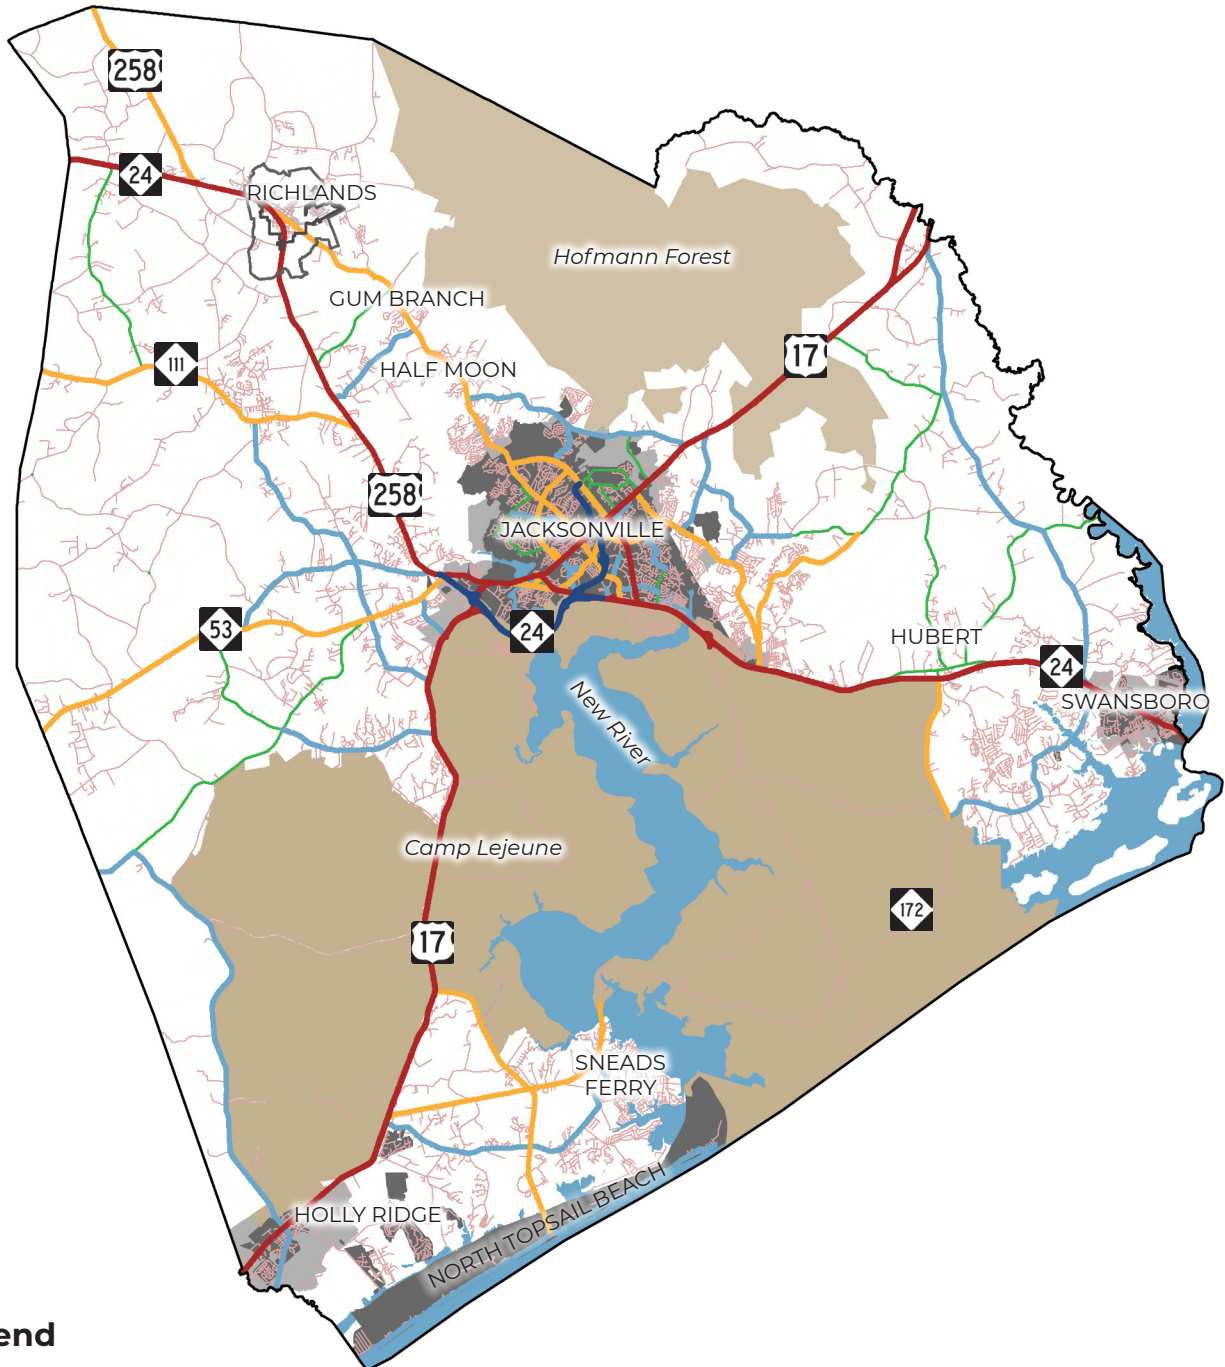 258
24
RICHLANDS
Hofmann Forest
GUM BRANCH
17
111
HALF MOON
258
JACKSONVILLE
53
24
HUBERT
24
SWANSBORO
New River
Camp Lejeune
172
17
SNEADS
FERRY
HOLLY RIDGE
NORTH TOPSAIL BEACH
end